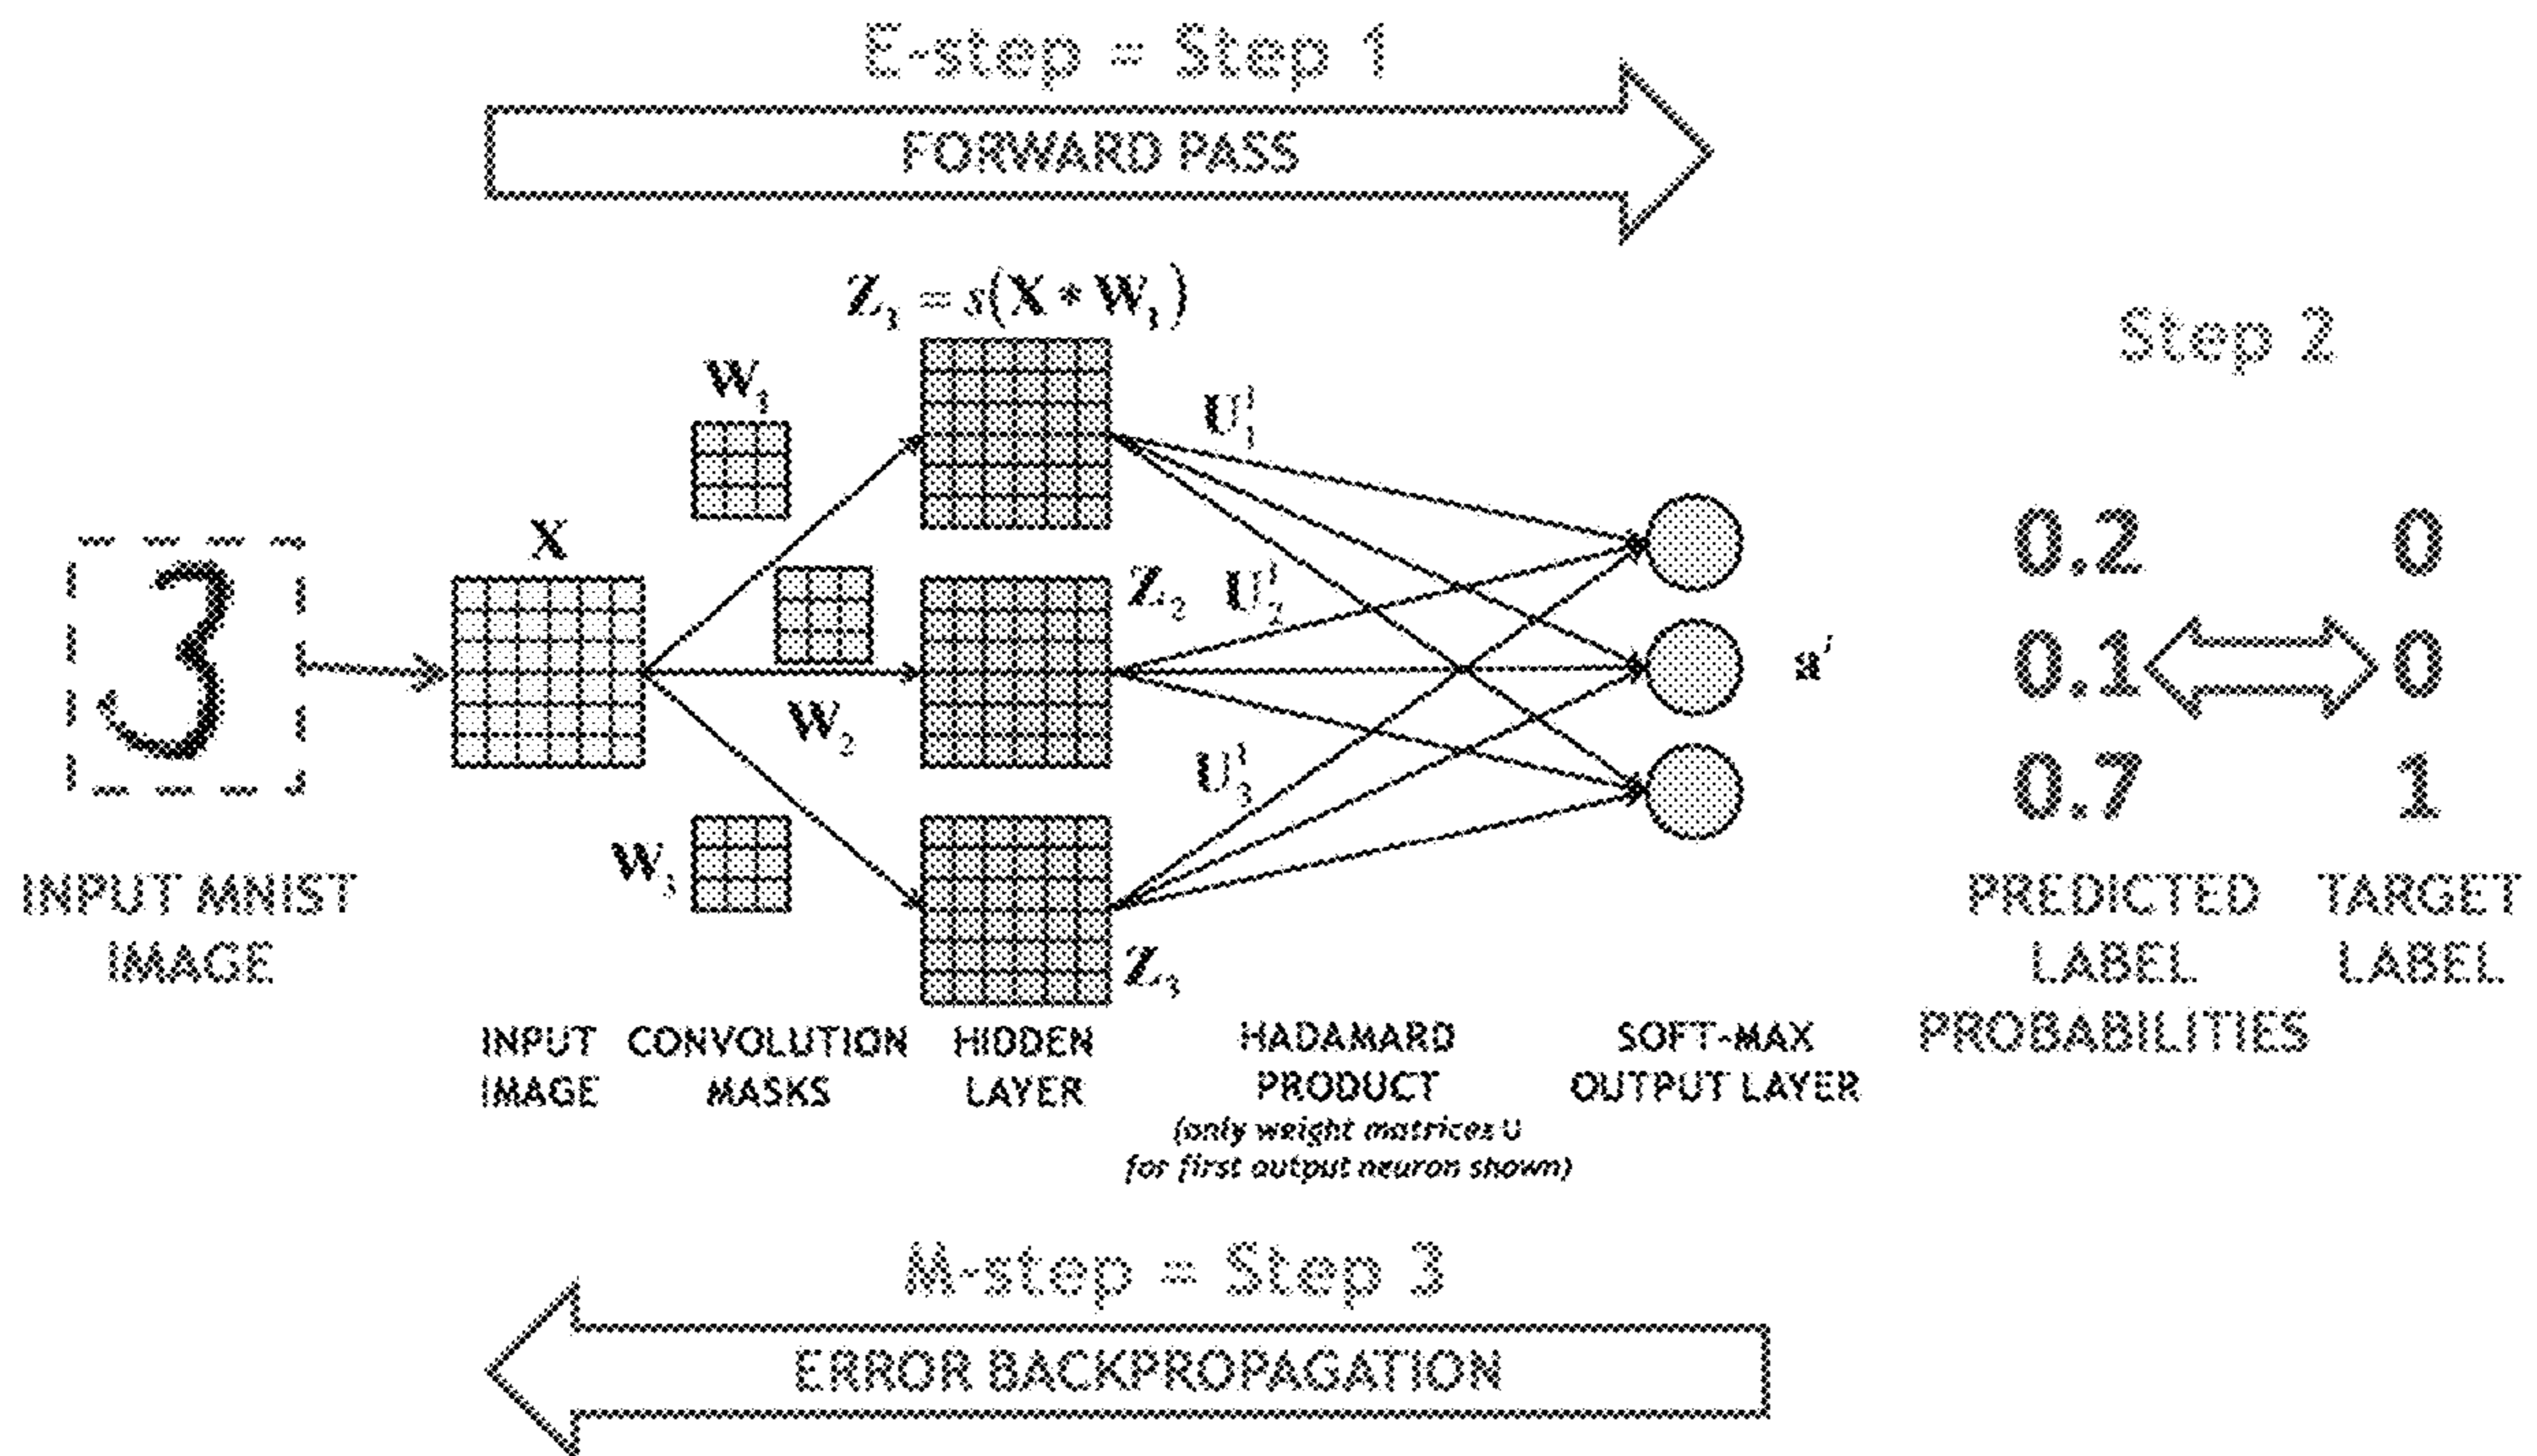 E-step = Step 1
FORWARD PASS
Z₁ = s(X * W₁)
Step 2
W₁
U₁¹
X
Z₂ U₂¹
W₂
aʲ
U₃¹
W₃
Z₃
3
0.2 0
0.1 0
0.7 1
INPUT MNIST
IMAGE
INPUT
IMAGE
CONVOLUTION
MASKS
HIDDEN
LAYER
HADAMARD
PRODUCT
(only weight matrices U
for first output neuron shown)
SOFT-MAX
OUTPUT LAYER
PREDICTED
LABEL
PROBABILITIES
TARGET
LABEL
M-step = Step 3
ERROR BACKPROPAGATION